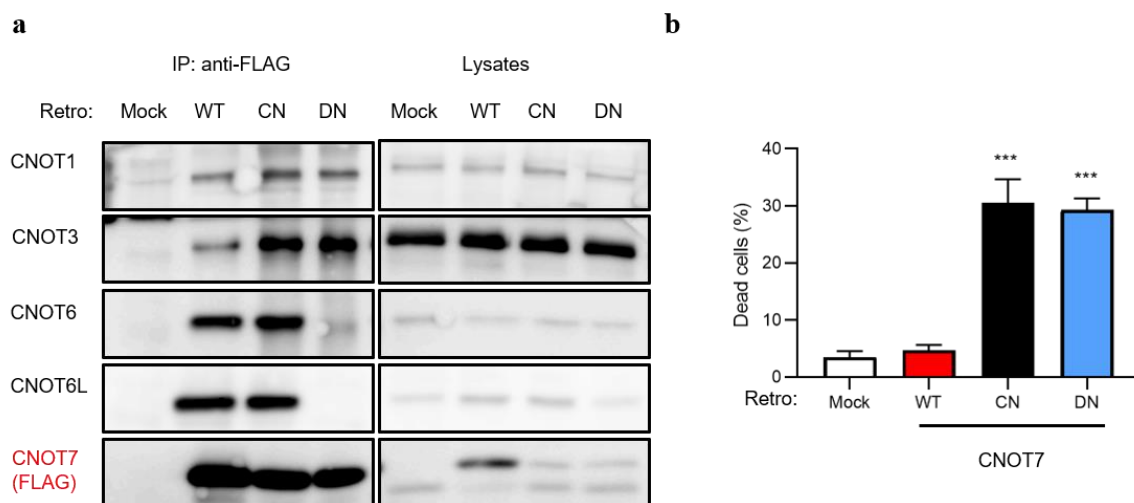 a
IP: anti-FLAG Lysates
Retro: Mock WT CN DN Mock WT CN DN
CNOT1
CNOT3
CNOT6
CNOT6L
CNOT7
(FLAG)
b
40
30
20
10
0
Dead cells (%)
*** ***
Retro: Mock WT CN DN
CNOT7